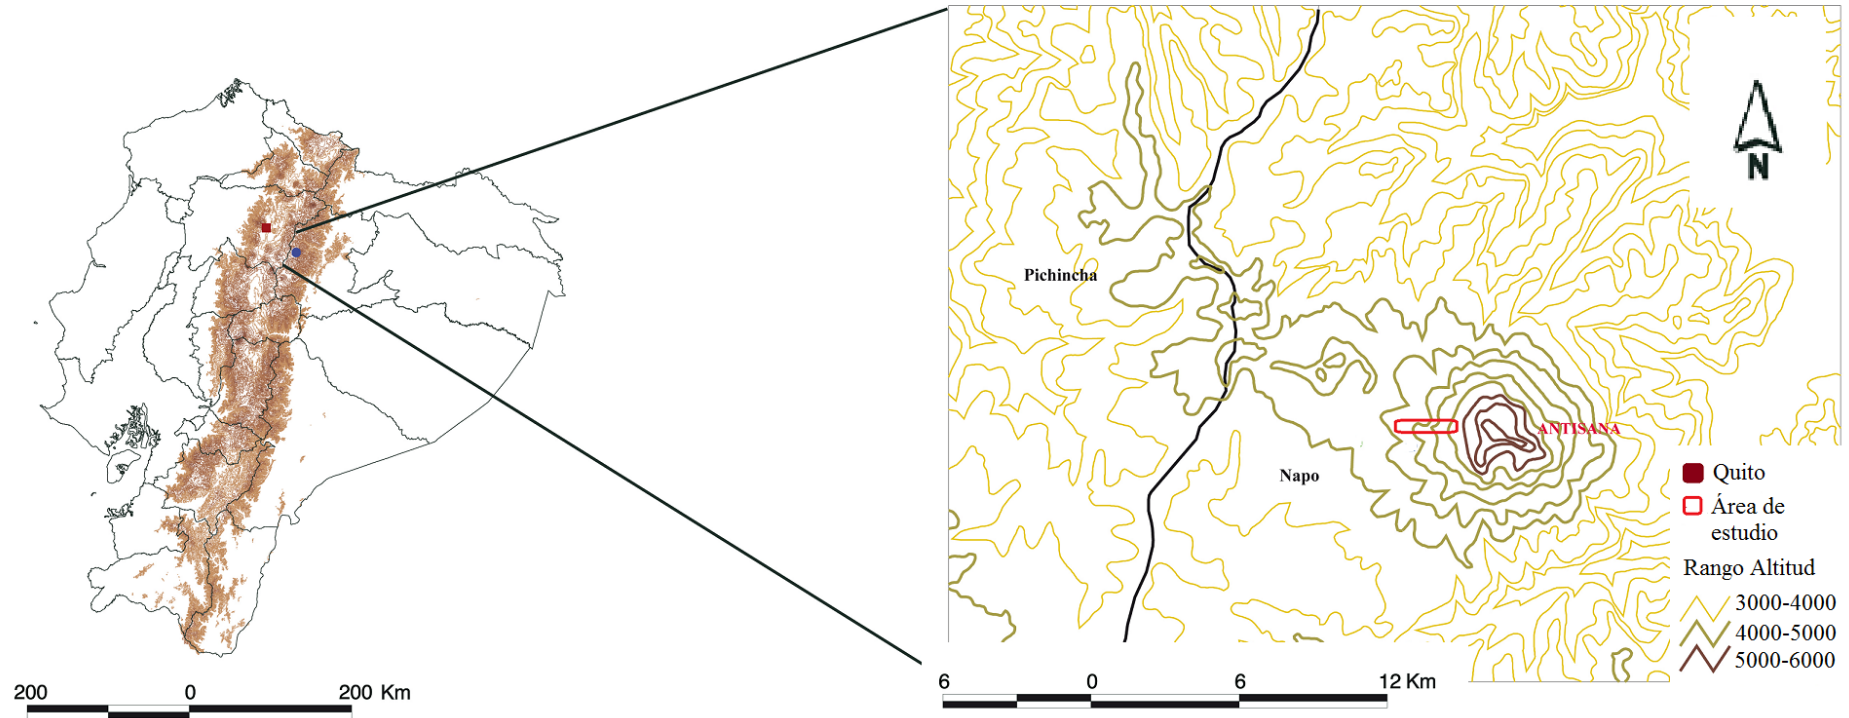 N
Pichincha
ANTISANA
Napo
Quito
Área de
estudio
Rango Altitud
3000-4000
4000-5000
5000-6000
200 0 200 Km
6 0 6 12 Km